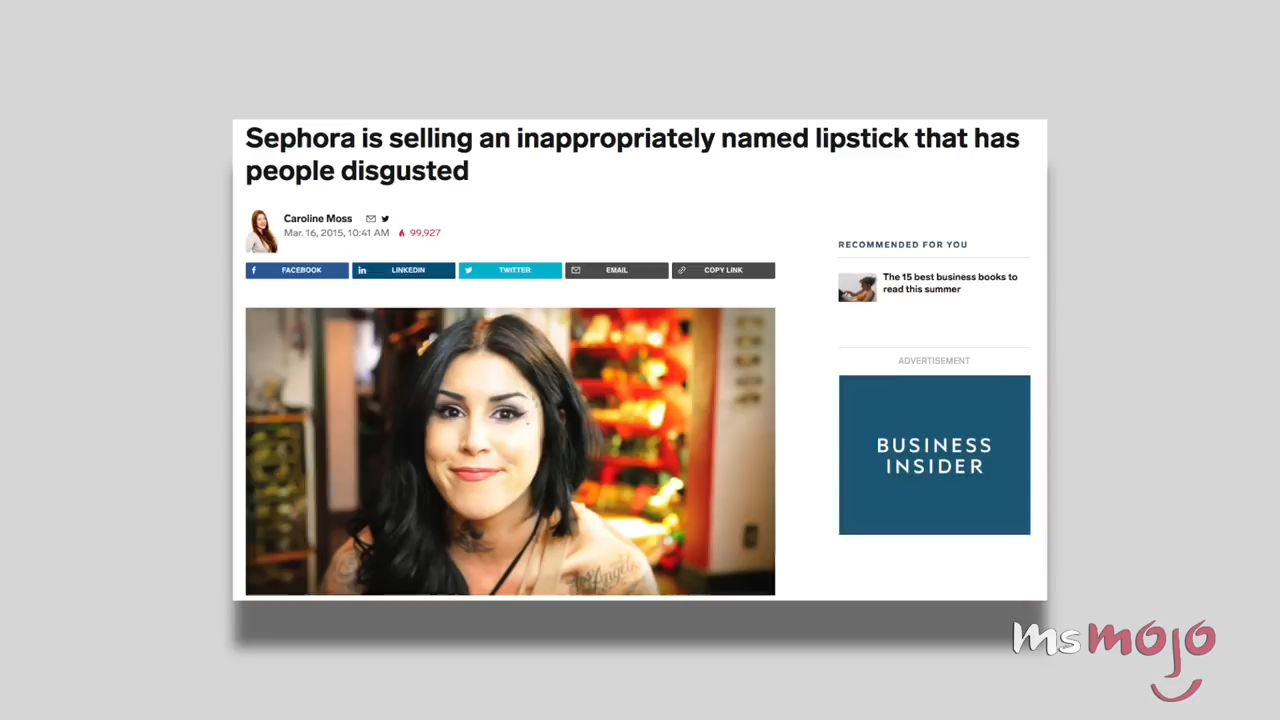 Sephora is selling an inappropriately named lipstick that has
people disgusted
Caroline Moss
Mar. 16, 2015, 10:41 AM 99,927
FACEBOOK
LINKEDIN
TWITTER
EMAIL
COPY LINK
RECOMMENDED FOR YOU
The 15 best business books to
read this summer
ADVERTISEMENT
BUSINESS
INSIDER
Los Angeles
msmojo